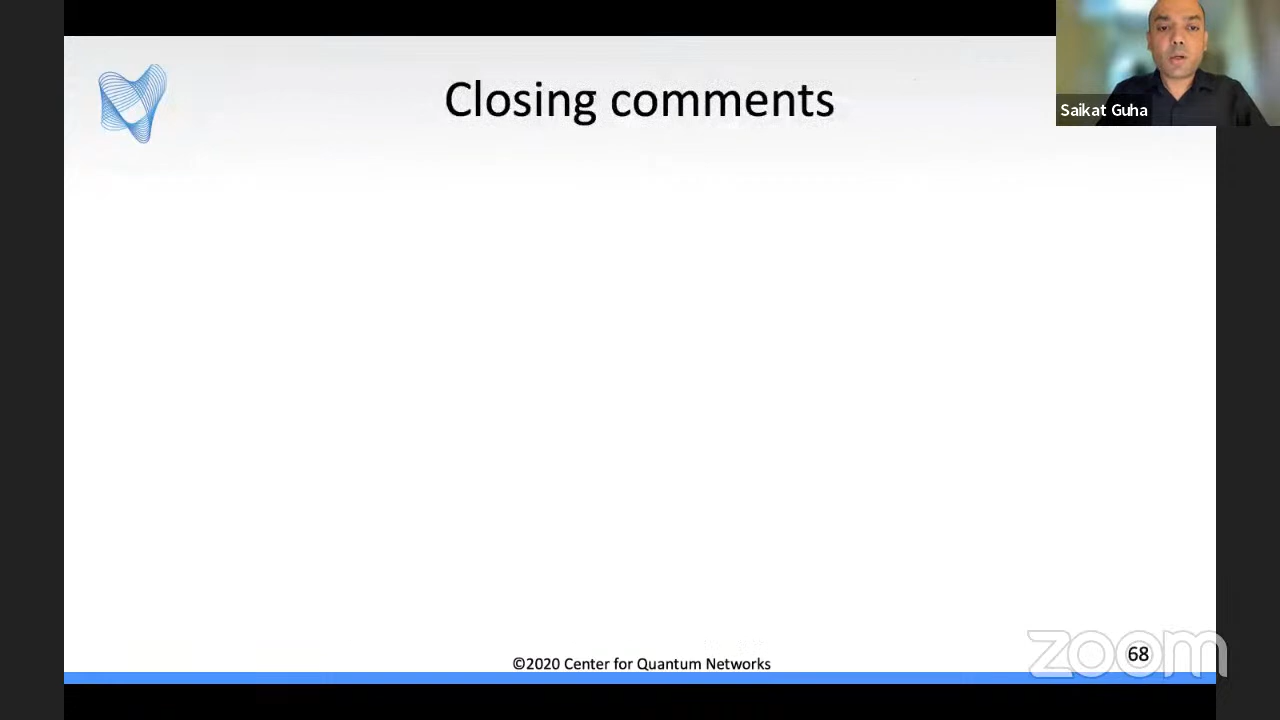 Closing comments
Saikat Guha
©2020 Center for Quantum Networks
68
zoom